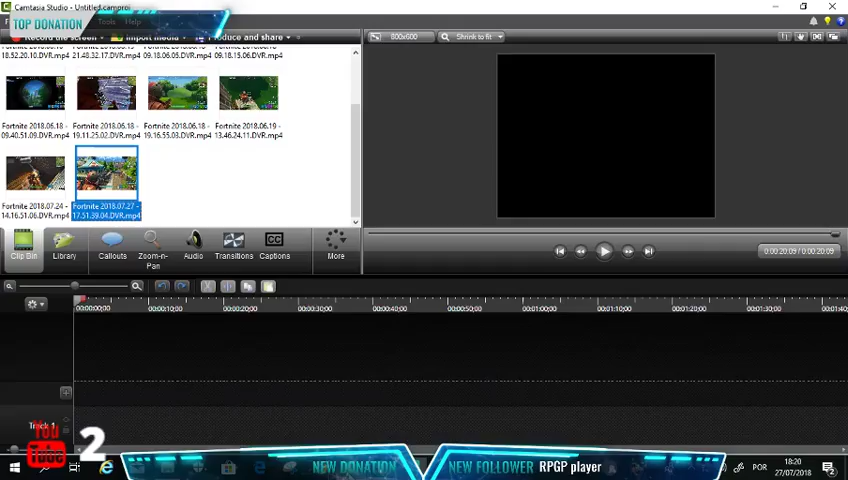 Camtasia Studio - Untitled.camproj
TOP DONATION
Tools Help
Record the screen Import media Produce and share
800x600 Shrink to fit
18.52.20.10.DVR.mp4 21.48.32.17.DVR.mp4 09.18.06.05.DVR.mp4 09.18.15.06.DVR.mp4
Fortnite 2018.06.18 - Fortnite 2018.06.18 - Fortnite 2018.06.18 - Fortnite 2018.06.19 -
09.40.51.09.DVR.mp4 19.11.25.02.DVR.mp4 19.16.55.03.DVR.mp4 13.46.24.11.DVR.mp4
Fortnite 2018.07.24 - Fortnite 2018.07.27 -
14.16.51.06.DVR.mp4 17.51.39.04.DVR.mp4
Clip Bin Library Callouts Zoom-n-Pan Audio Transitions Captions More
0:00:20:09 / 0:00:20:09
00:00:00;00 00:00:10;00 00:00:20;00 00:00:30;00 00:00:40;00 00:00:50;00 00:01:00;00 00:01:10;00 00:01:20;00 00:01:30;00 00:01:40;0
Track 1
You Tube 2
NEW DONATION NEW FOLLOWER RPGP player
POR 18:20
27/07/2018